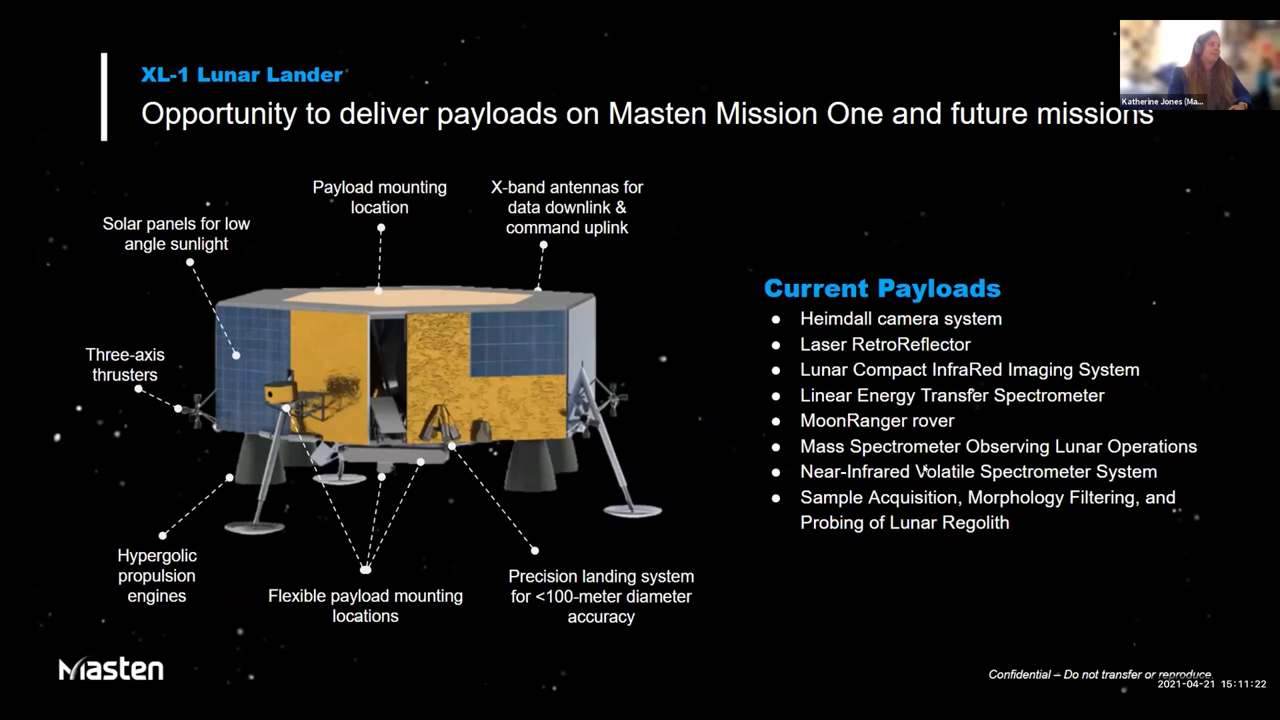 XL-1 Lunar Lander
Opportunity to deliver payloads on Masten Mission One and future missions
Katherine Jones (Ma...
Payload mounting
location
X-band antennas for
data downlink &
command uplink
Solar panels for low
angle sunlight
Three-axis
thrusters
Hypergolic
propulsion
engines
Flexible payload mounting
locations
Precision landing system
for <100-meter diameter
accuracy
Current Payloads
● Heimdall camera system
● Laser RetroReflector
● Lunar Compact InfraRed Imaging System
● Linear Energy Transfer Spectrometer
● MoonRanger rover
● Mass Spectrometer Observing Lunar Operations
● Near-Infrared Volatile Spectrometer System
● Sample Acquisition, Morphology Filtering, and
Probing of Lunar Regolith
Masten
Confidential – Do not transfer or reproduce.
2021-04-21 15:11:22